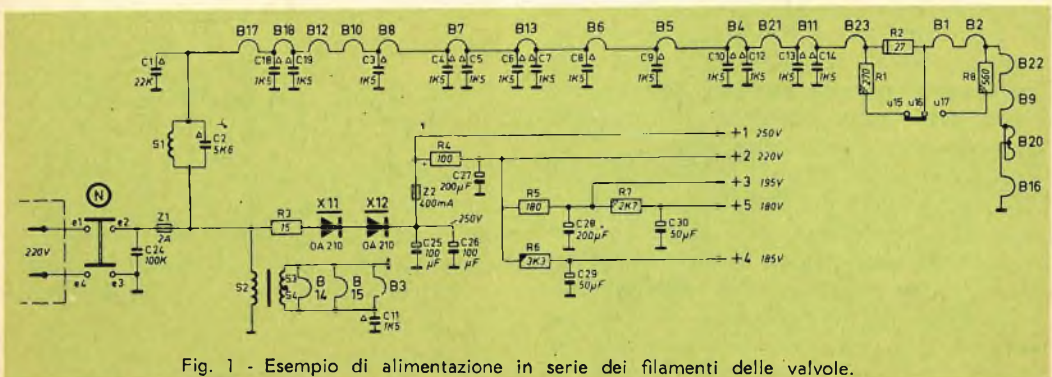 B17 B18 B12 B10 B8 B7 B13 B6 B5 B4 B21 B11 B23 R2 B1 B2
C1 22K
C18 1K5
C19 1K5
C3 1K5
C4 1K5
C5 1K5
C6 1K5
C7 1K5
C8 1K5
C9 1K5
C10 1K5
C12 1K5
C13 1K5
C14 1K5
27
270 R1
R8 560
B22
B9
B20
B16
u15 u16 u17
S1
C2 5K6
+1 250V
R4 100
+2 220V
C27 200µF
Z2 400mA
R5 180
R7 2K7
+3 195V
+5 180V
C28 200µF
C30 50µF
R6 3K3
+4 185V
C29 50µF
N
220V
e1 e2
e4 e3
Z1 2A
C24 100K
R3 15
X11 OA 210
X12 OA 210
250V
C25 100 µF
C26 100 µF
S2
S3
S4
B 14
B 15
B3
C11 1K5
Fig. 1 - Esempio di alimentazione in serie dei filamenti delle valvole.